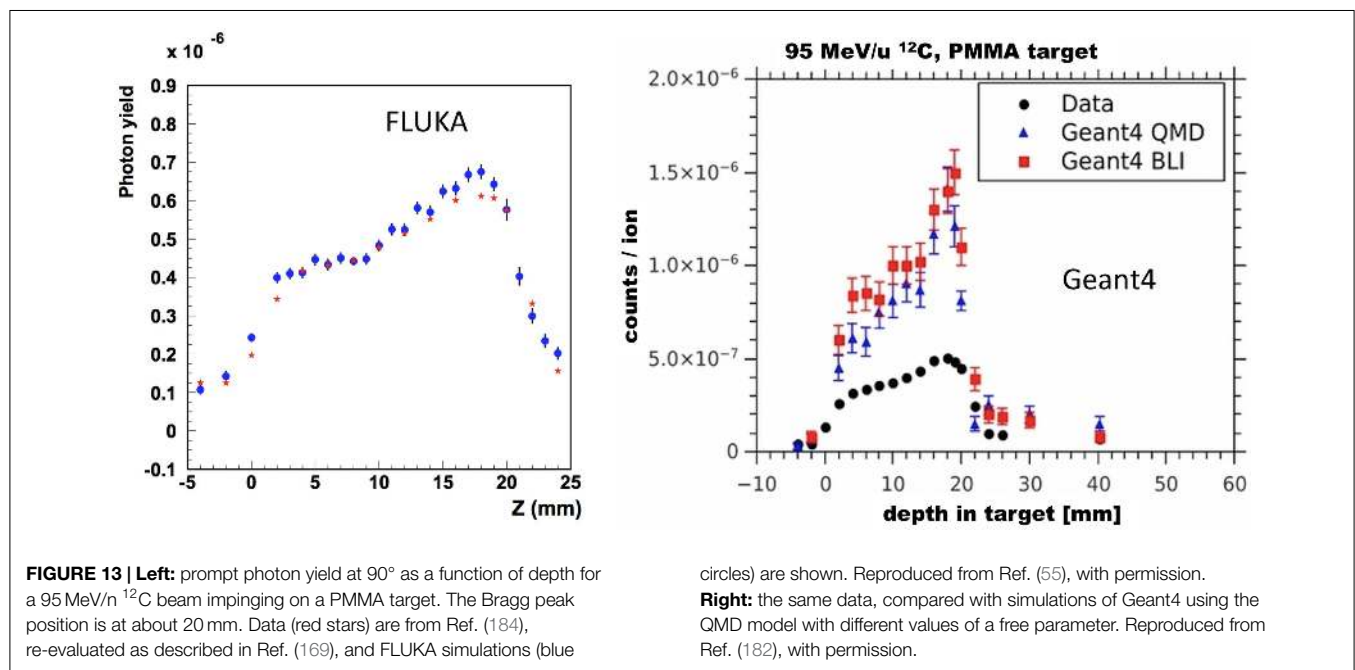 x 10 -6
0.9
0.8
0.7
0.6
0.5
0.4
0.3
0.2
0.1
0
-0.1
Photon yield
FLUKA
-5 0 5 10 15 20 25
Z (mm)
95 MeV/u ¹²C, PMMA target
2.0×10⁻⁶
1.5×10⁻⁶
1.0×10⁻⁶
5.0×10⁻⁷
0
counts / ion
Data
Geant4 QMD
Geant4 BLI
Geant4
−10 0 10 20 30 40 50 60
depth in target [mm]
FIGURE 13 | Left: prompt photon yield at 90° as a function of depth for
a 95 MeV/n ¹²C beam impinging on a PMMA target. The Bragg peak
position is at about 20 mm. Data (red stars) are from Ref. (184),
re-evaluated as described in Ref. (169), and FLUKA simulations (blue
circles) are shown. Reproduced from Ref. (55), with permission.
Right: the same data, compared with simulations of Geant4 using the
QMD model with different values of a free parameter. Reproduced from
Ref. (182), with permission.